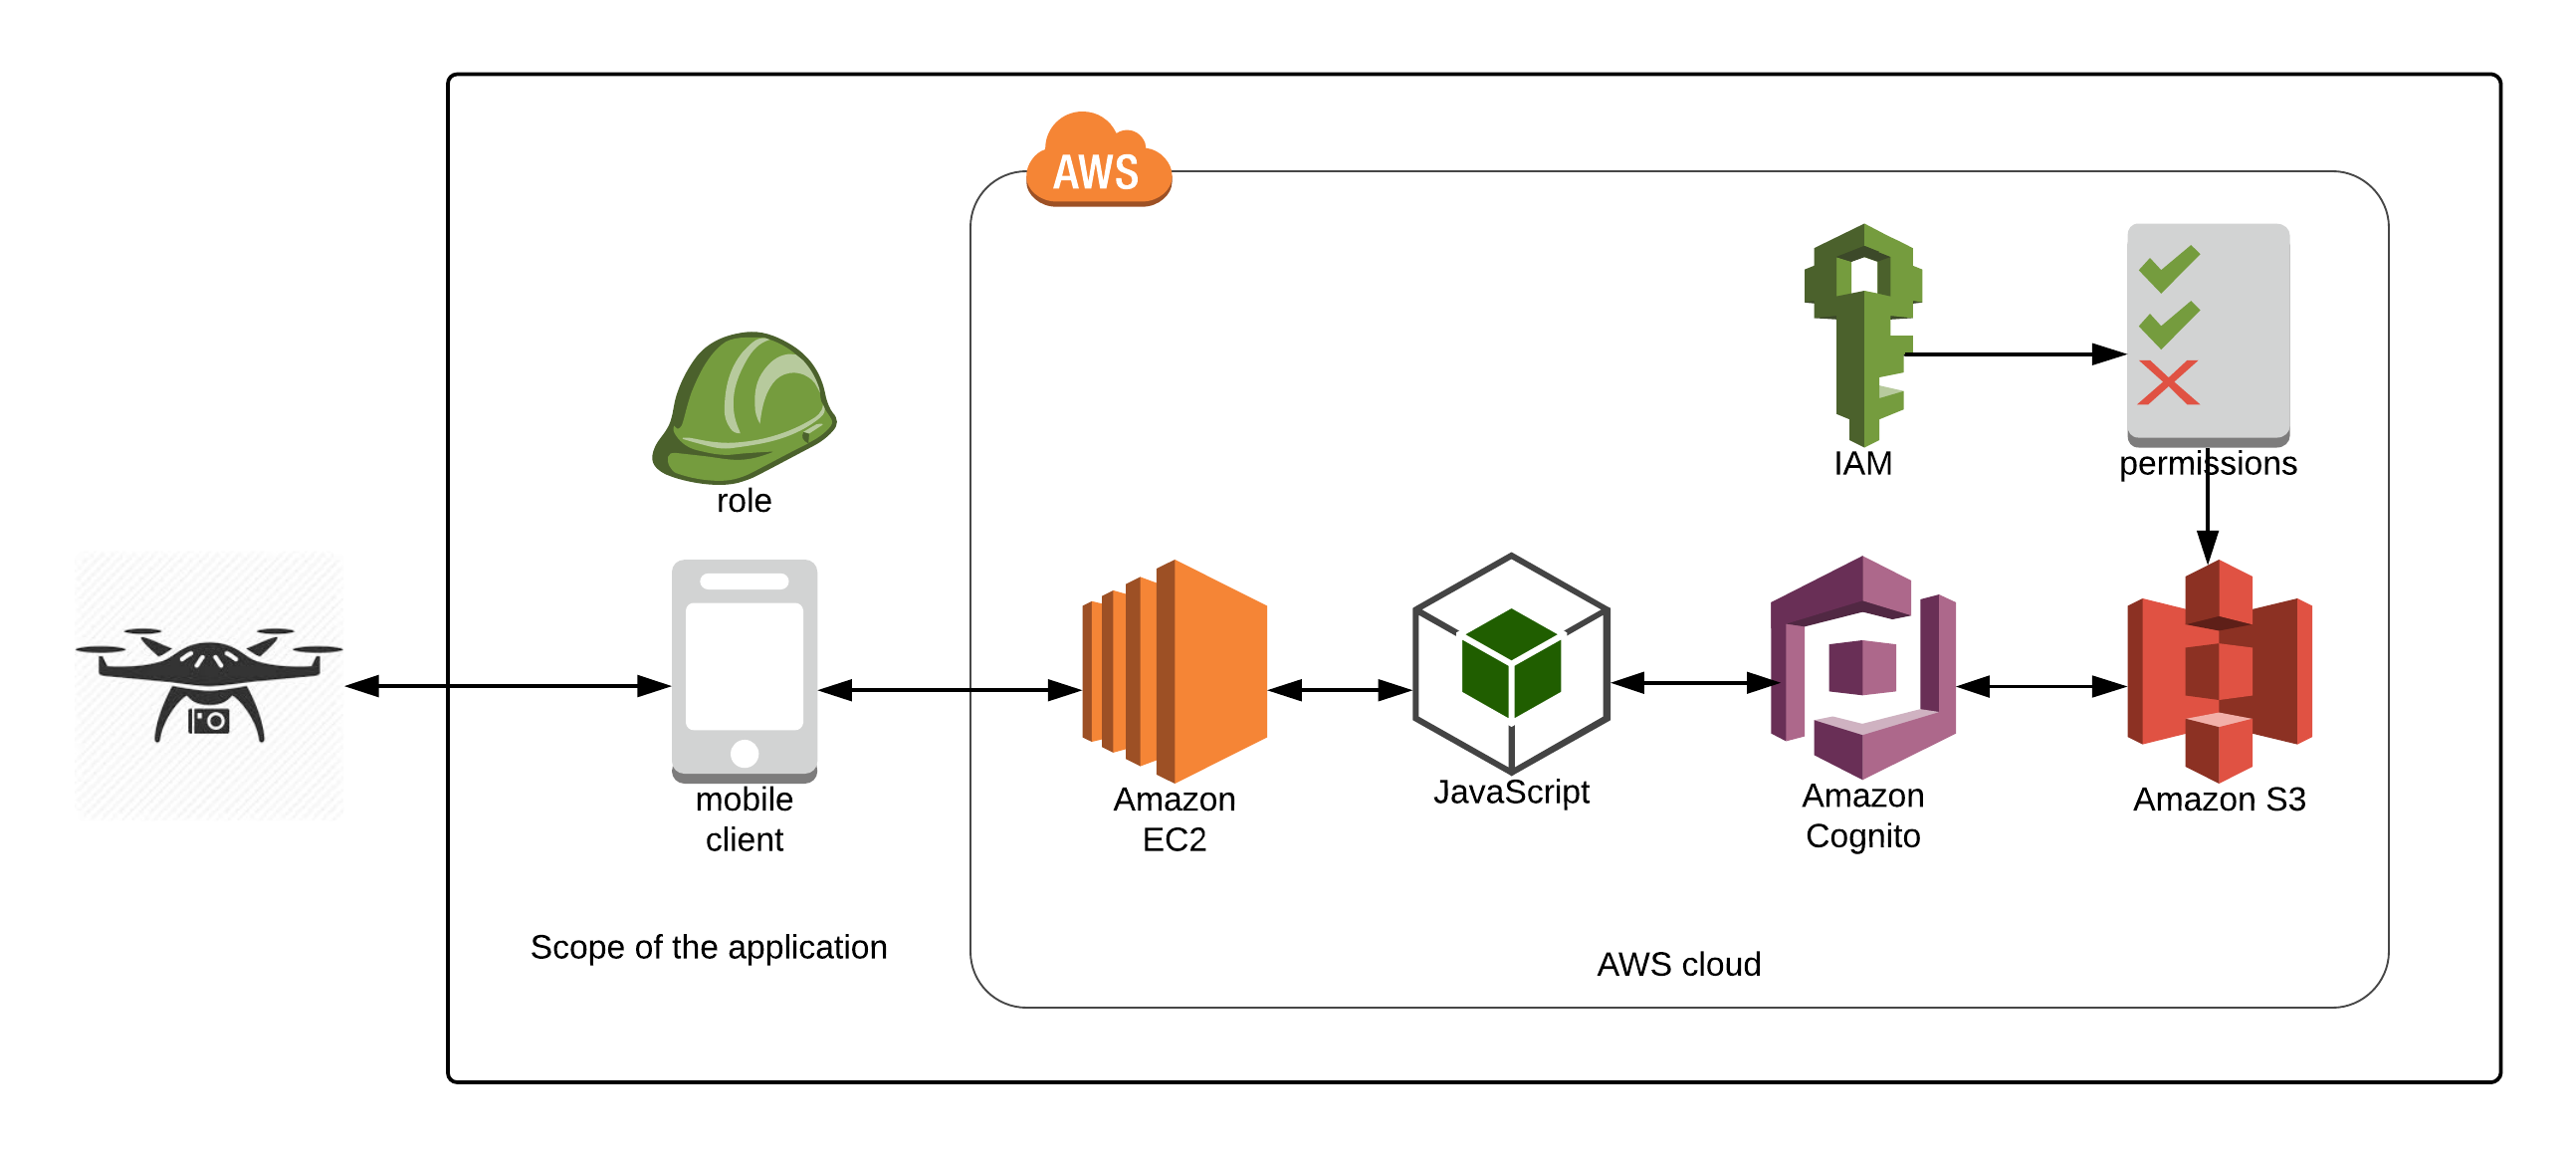 AWS
IAM
permissions
role
mobile
client
Amazon
EC2
JavaScript
Amazon
Cognito
Amazon S3
Scope of the application
AWS cloud